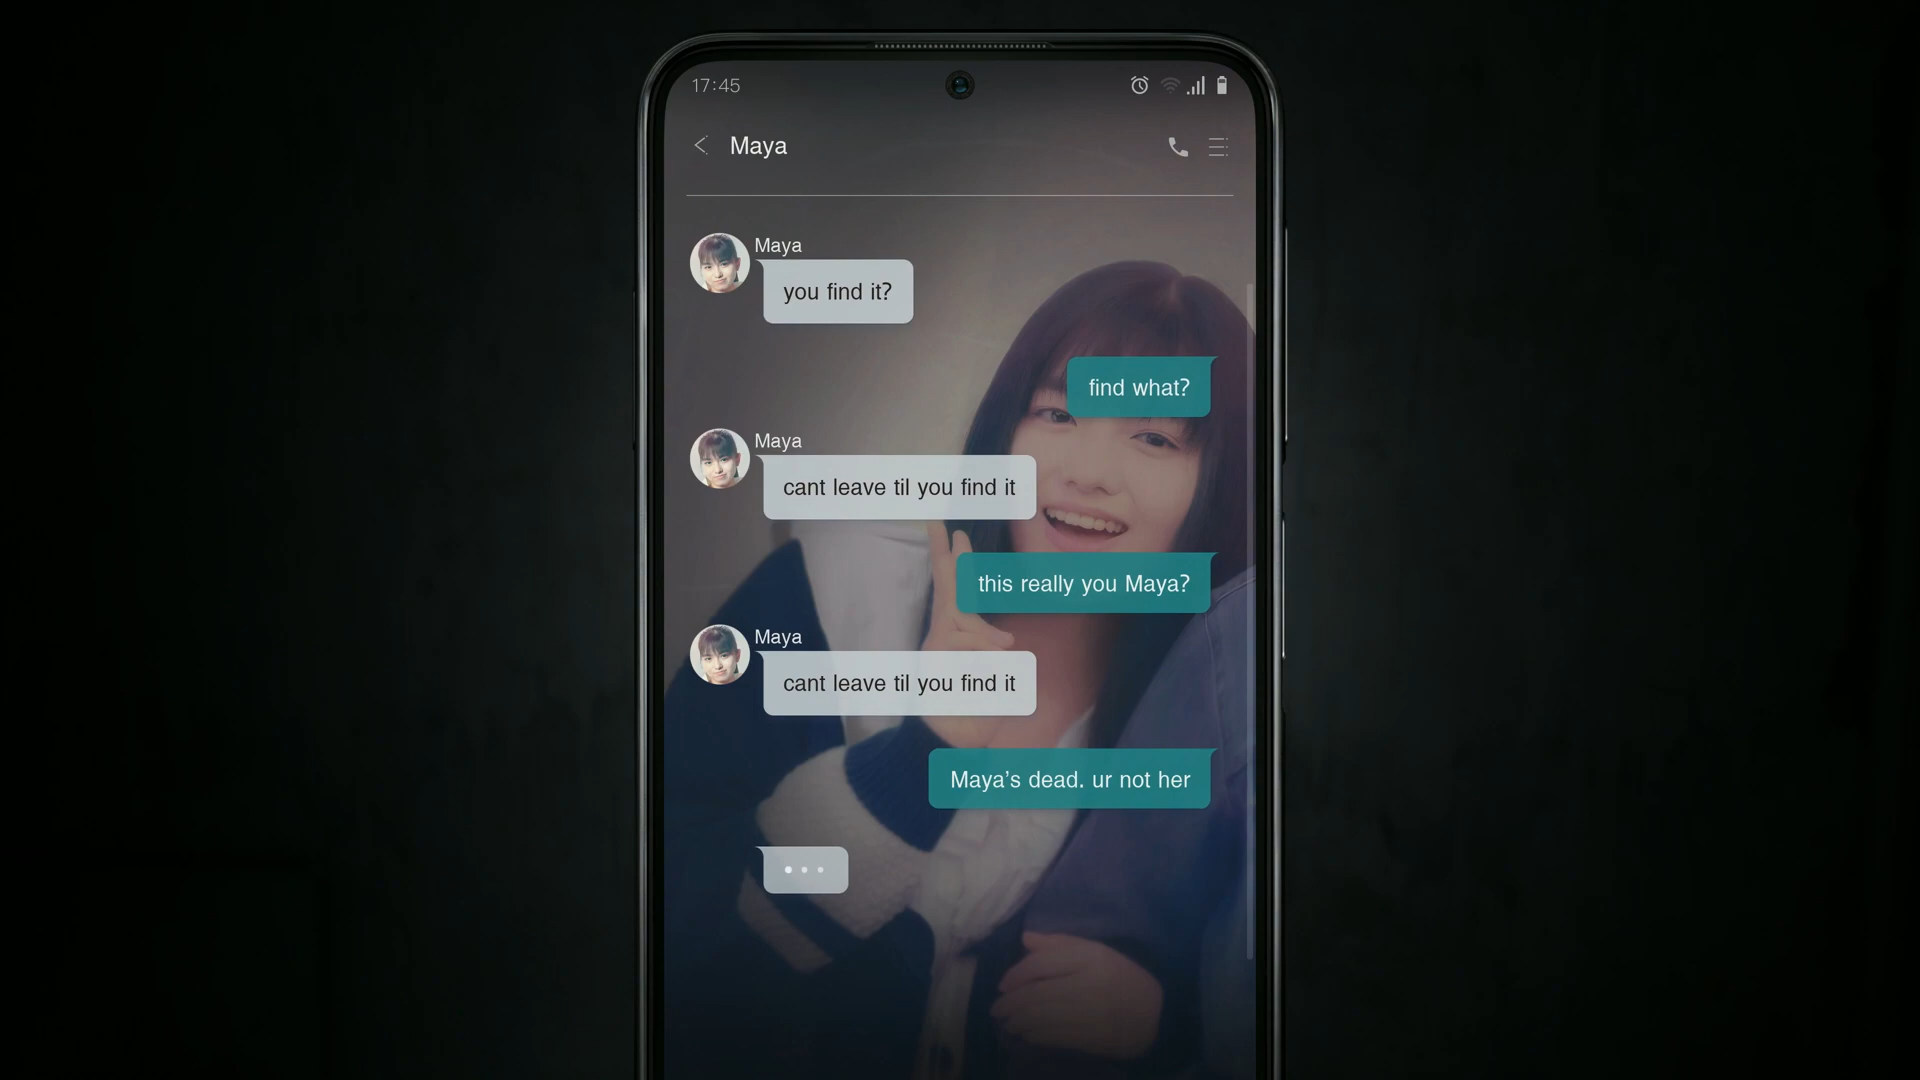 17:45
Maya
Maya
you find it?
find what?
Maya
cant leave til you find it
this really you Maya?
Maya
cant leave til you find it
Maya's dead. ur not her